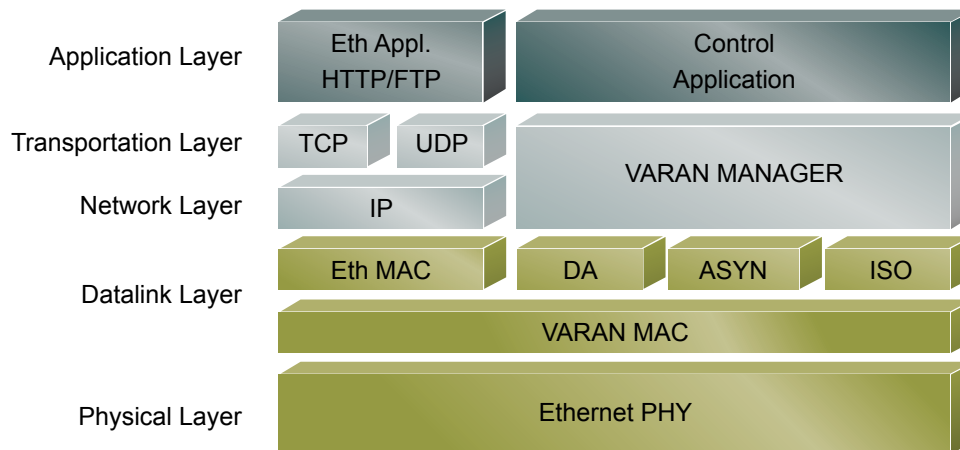 Application Layer
Eth Appl.
HTTP/FTP
Control
Application
Transportation Layer
TCP
UDP
VARAN MANAGER
Network Layer
IP
Datalink Layer
Eth MAC
DA
ASYN
ISO
VARAN MAC
Physical Layer
Ethernet PHY